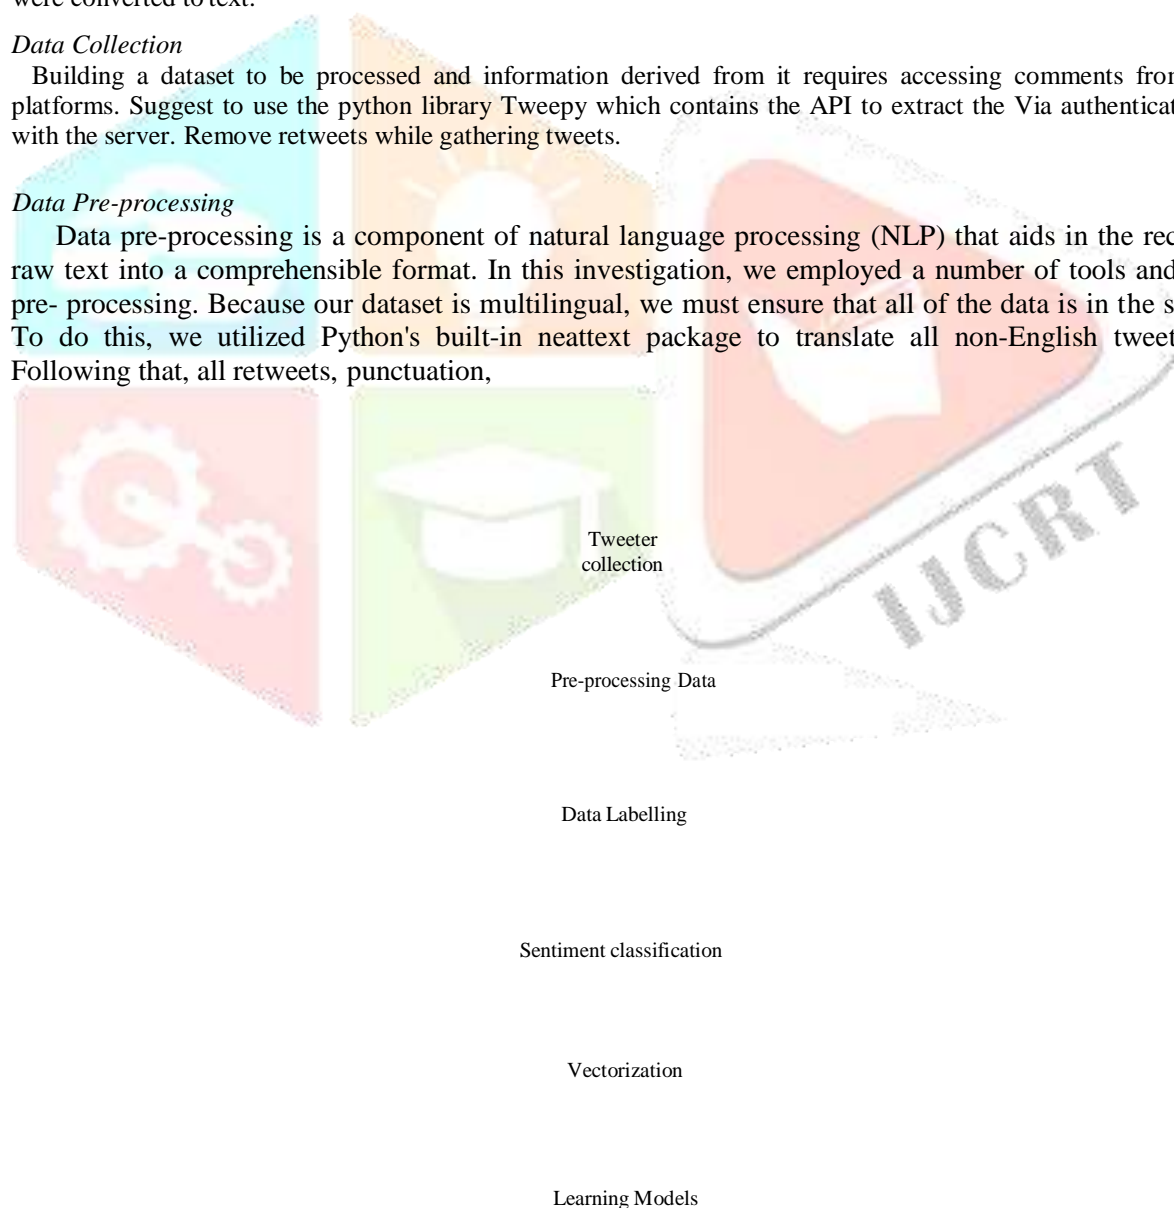 were converted to text.
Data Collection
Building a dataset to be processed and information derived from it requires accessing comments from
platforms. Suggest to use the python library Tweepy which contains the API to extract the Via authenticat
with the server. Remove retweets while gathering tweets.
Data Pre-processing
Data pre-processing is a component of natural language processing (NLP) that aids in the rec
raw text into a comprehensible format. In this investigation, we employed a number of tools and
pre- processing. Because our dataset is multilingual, we must ensure that all of the data is in the s
To do this, we utilized Python's built-in neattext package to translate all non-English tweet
Following that, all retweets, punctuation,
Tweeter
collection
IJCRT
Pre-processing Data
Data Labelling
Sentiment classification
Vectorization
Learning Models